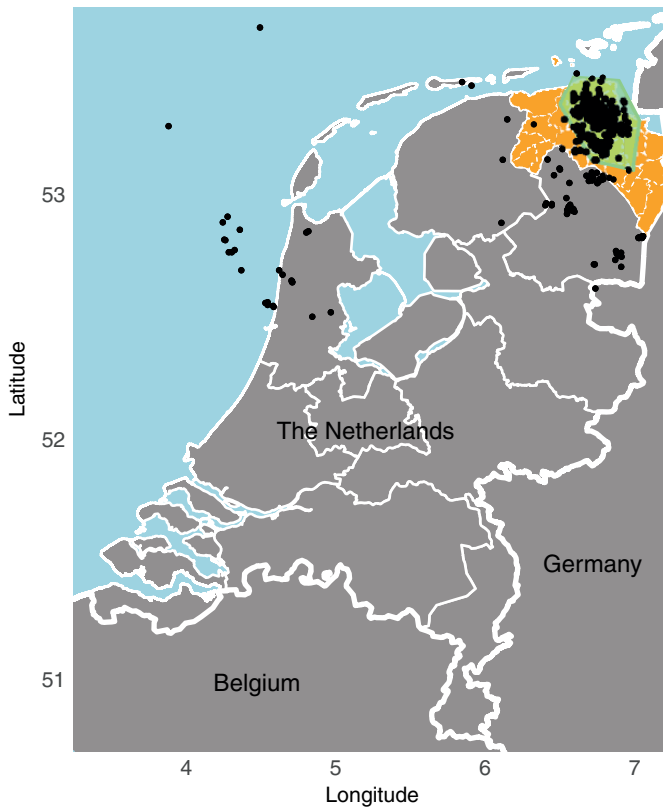 53
52
51
Latitude
The Netherlands
Germany
Belgium
4 5 6 7
Longitude